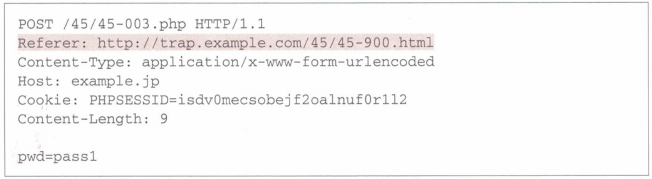 POST /45/45-003.php HTTP/1.1
Referer: http://trap.example.com/45/45-900.html
Content-Type: application/x-www-form-urlencoded
Host: example.jp
Cookie: PHPSESSID=isdv0mecsobejf2oalnuf0r1l2
Content-Length: 9

pwd=pass1